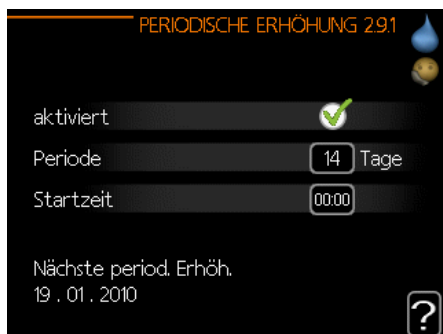 PERIODISCHE ERHÖHUNG 2.9.1
aktiviert
Periode 14 Tage
Startzeit 00:00
Nächste period. Erhöh.
19 . 01 . 2010
?